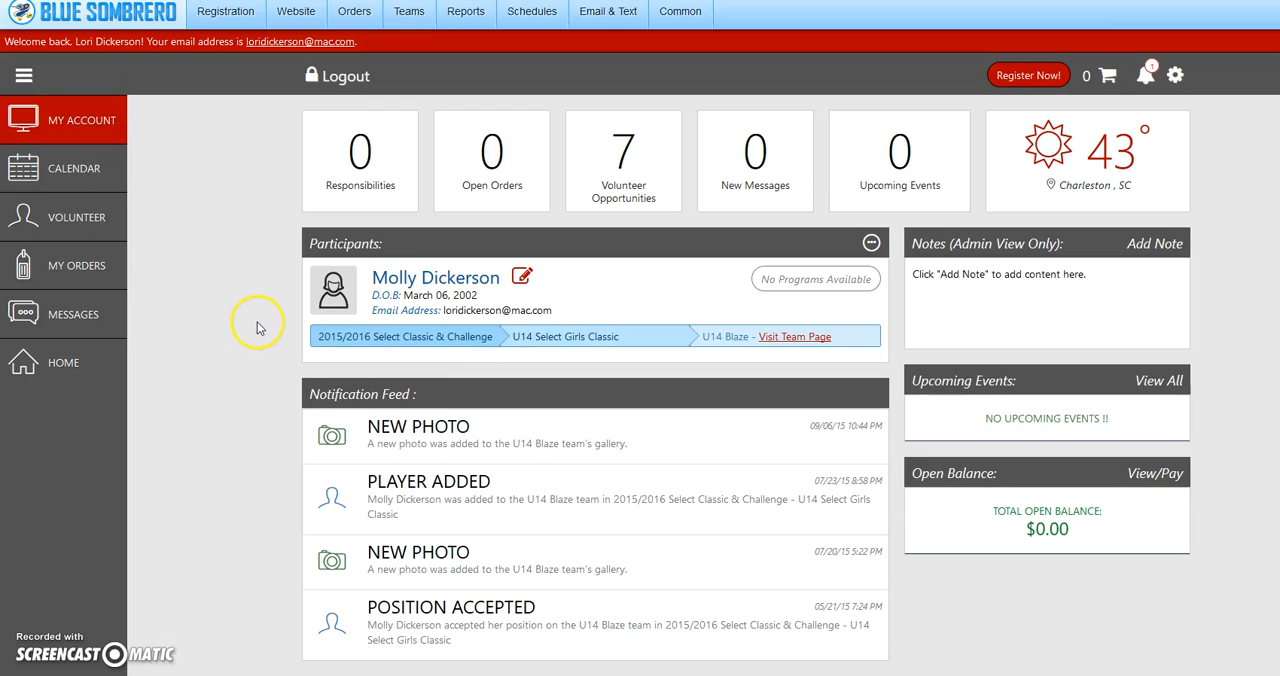 BLUE SOMBRERO
Registration Website Orders Teams Reports Schedules Email & Text Common
Welcome back, Lori Dickerson! Your email address is loridickerson@mac.com.
Logout
Register Now! 0 1
MY ACCOUNT
CALENDAR
VOLUNTEER
MY ORDERS
MESSAGES
HOME
0
Responsibilities
0
Open Orders
7
Volunteer
Opportunities
0
New Messages
0
Upcoming Events
43°
Charleston , SC
Participants:
Molly Dickerson
D.O.B: March 06, 2002
Email Address: loridickerson@mac.com
No Programs Available
2015/2016 Select Classic & Challenge U14 Select Girls Classic U14 Blaze - Visit Team Page
Notification Feed :
NEW PHOTO 09/06/15 10:44 PM
A new photo was added to the U14 Blaze team's gallery.
PLAYER ADDED 07/23/15 8:58 PM
Molly Dickerson was added to the U14 Blaze team in 2015/2016 Select Classic & Challenge - U14 Select Girls
Classic
NEW PHOTO 07/20/15 5:22 PM
A new photo was added to the U14 Blaze team's gallery.
POSITION ACCEPTED 05/21/15 7:24 PM
Molly Dickerson accepted her position on the U14 Blaze team in 2015/2016 Select Classic & Challenge - U14
Select Girls Classic
Notes (Admin View Only): Add Note
Click "Add Note" to add content here.
Upcoming Events: View All
NO UPCOMING EVENTS !!
Open Balance: View/Pay
TOTAL OPEN BALANCE:
$0.00
Recorded with
SCREENCAST-O-MATIC